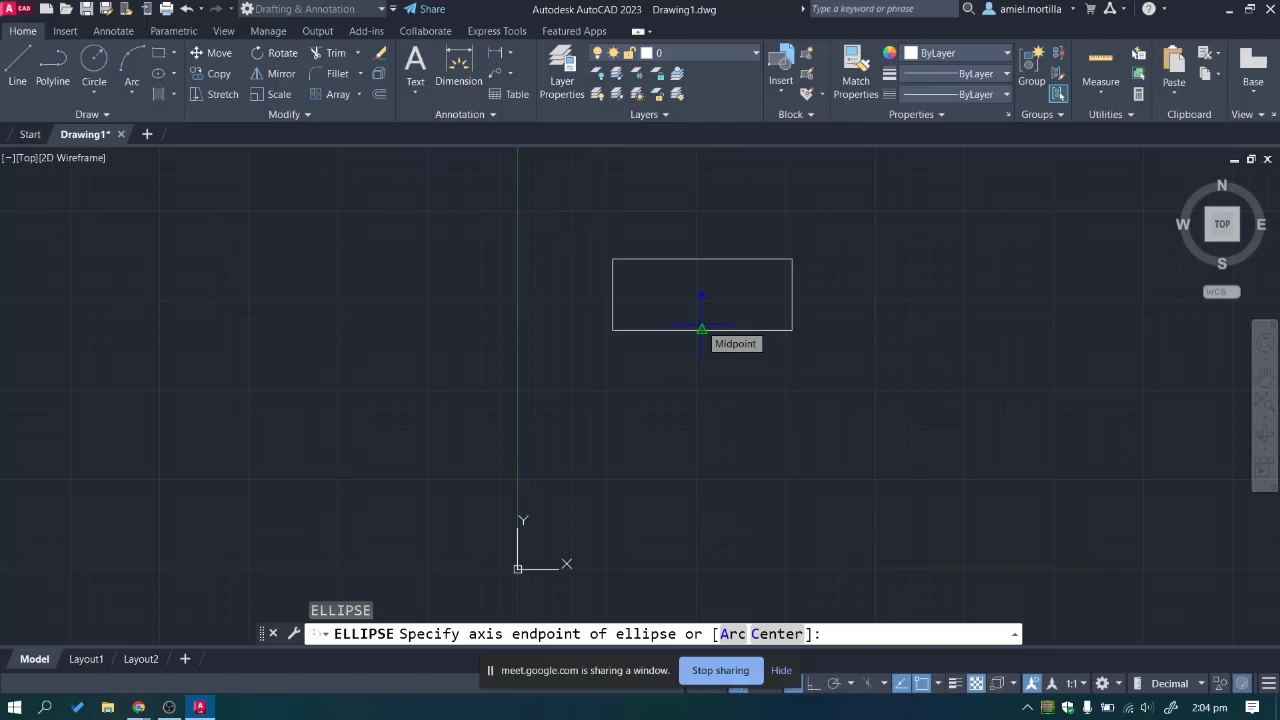 A CAD
Drafting & Annotation
Share
Autodesk AutoCAD 2023 Drawing1.dwg
Type a keyword or phrase
amiel.mortilla
Home Insert Annotate Parametric View Manage Output Add-ins Collaborate Express Tools Featured Apps
Line Polyline Circle Arc
Move Rotate Trim
Copy Mirror Fillet
Stretch Scale Array
Text Dimension Table
Layer Properties
0
Insert
Match Properties
ByLayer
ByLayer
ByLayer
Group
Measure
Paste
Base
Draw Modify Annotation Layers Block Properties Groups Utilities Clipboard View
Start Drawing1*
[−][Top][2D Wireframe]
N
W TOP E
S
WCS
Midpoint
Y
X
ELLIPSE
ELLIPSE Specify axis endpoint of ellipse or [Arc Center]:
Model Layout1 Layout2
meet.google.com is sharing a window. Stop sharing Hide
1:1 Decimal
2:04 pm